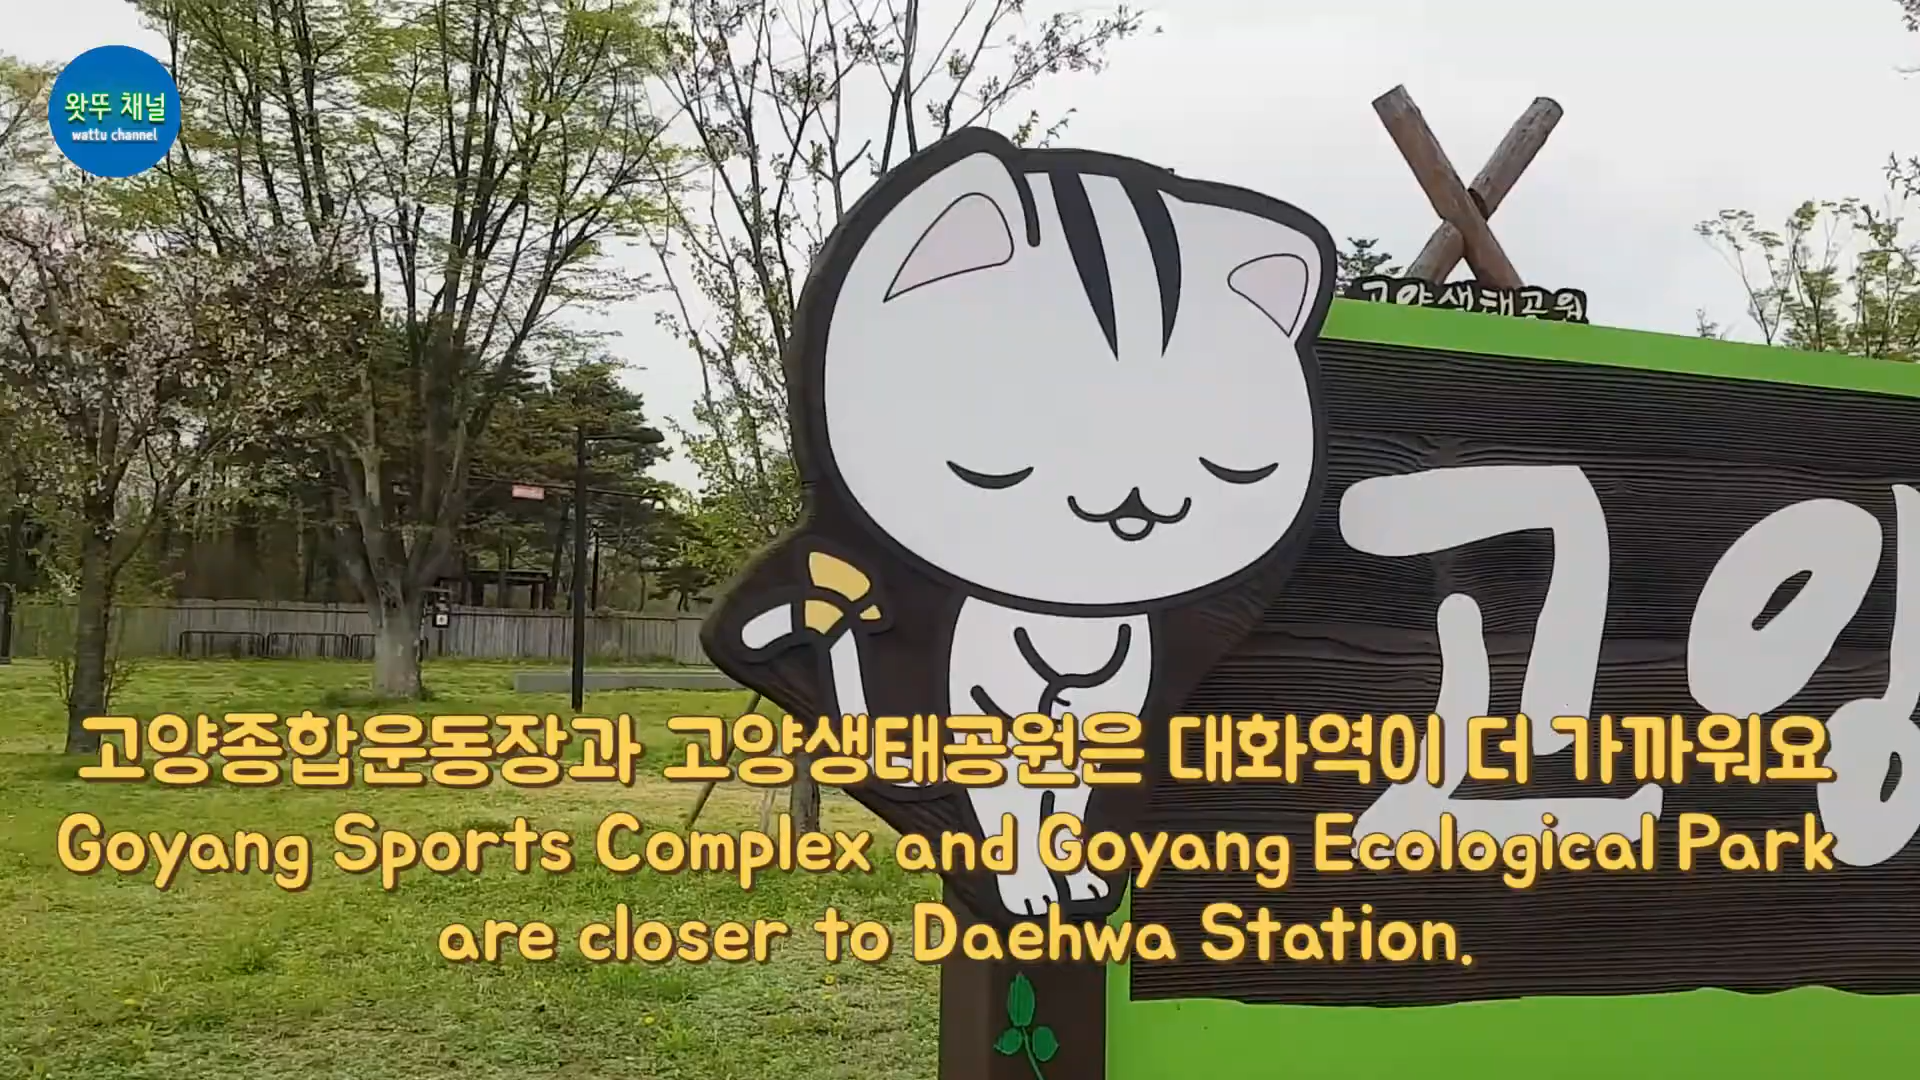 왓뚜 채널
wattu channel
고양생태공원
고양
고양종합운동장과 고양생태공원은 대화역이 더 가까워요
Goyang Sports Complex and Goyang Ecological Park
are closer to Daehwa Station.